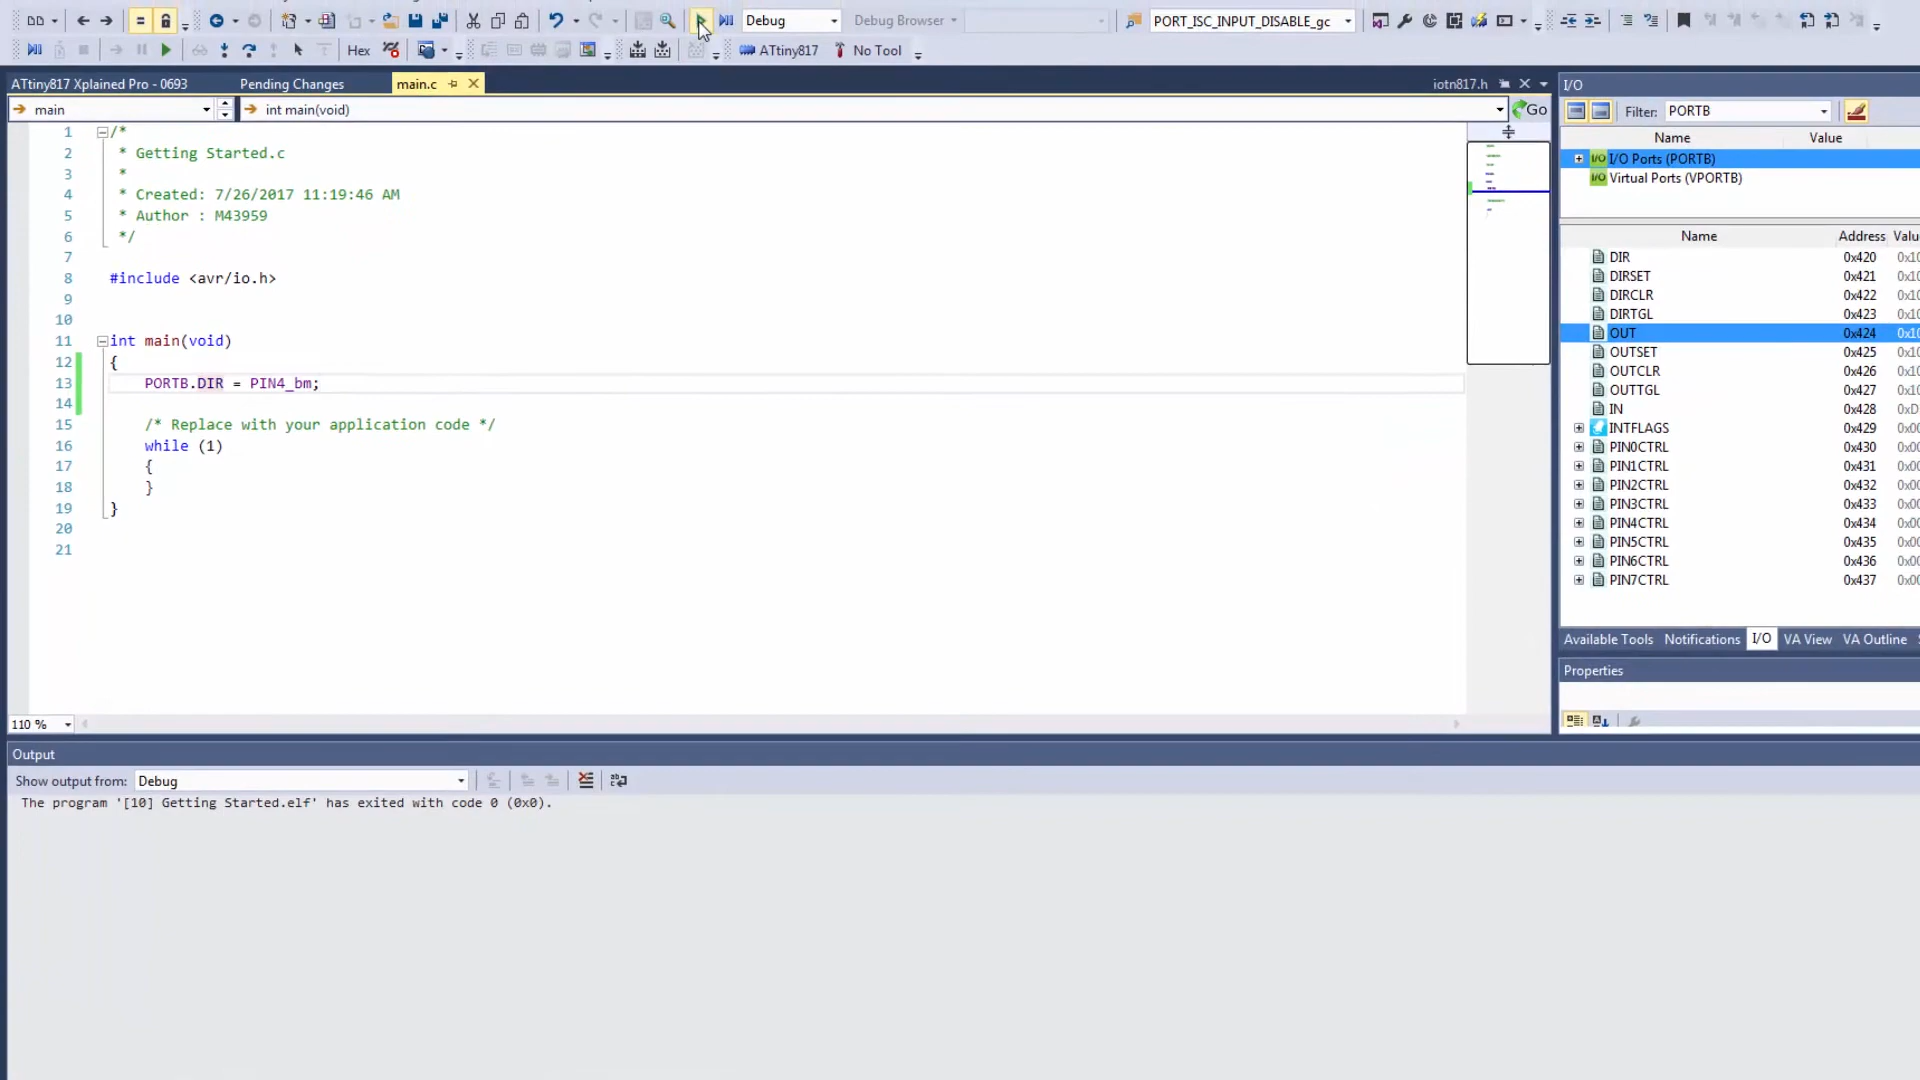 Debug
Debug Browser
PORT_ISC_INPUT_DISABLE_gc
Hex
ATtiny817
No Tool
ATtiny817 Xplained Pro - 0693
Pending Changes
main.c
iotn817.h
main
int main(void)
Go
1 /*
2 * Getting Started.c
3 *
4 * Created: 7/26/2017 11:19:46 AM
5 * Author : M43959
6 */
7
8 #include <avr/io.h>
9
10
11 int main(void)
12 {
13 PORTB.DIR = PIN4_bm;
14
15 /* Replace with your application code */
16 while (1)
17 {
18 }
19 }
20
21
110 %
I/O
Filter: PORTB
Name Value
I/O Ports (PORTB)
Virtual Ports (VPORTB)
Name Address Valu
DIR 0x420 0x10
DIRSET 0x421 0x10
DIRCLR 0x422 0x10
DIRTGL 0x423 0x10
OUT 0x424 0x10
OUTSET 0x425 0x10
OUTCLR 0x426 0x10
OUTTGL 0x427 0x10
IN 0x428 0xD
INTFLAGS 0x429 0x00
PIN0CTRL 0x430 0x00
PIN1CTRL 0x431 0x00
PIN2CTRL 0x432 0x00
PIN3CTRL 0x433 0x00
PIN4CTRL 0x434 0x00
PIN5CTRL 0x435 0x00
PIN6CTRL 0x436 0x00
PIN7CTRL 0x437 0x00
Available Tools Notifications I/O VA View VA Outline
Properties
Output
Show output from: Debug
The program '[10] Getting Started.elf' has exited with code 0 (0x0).